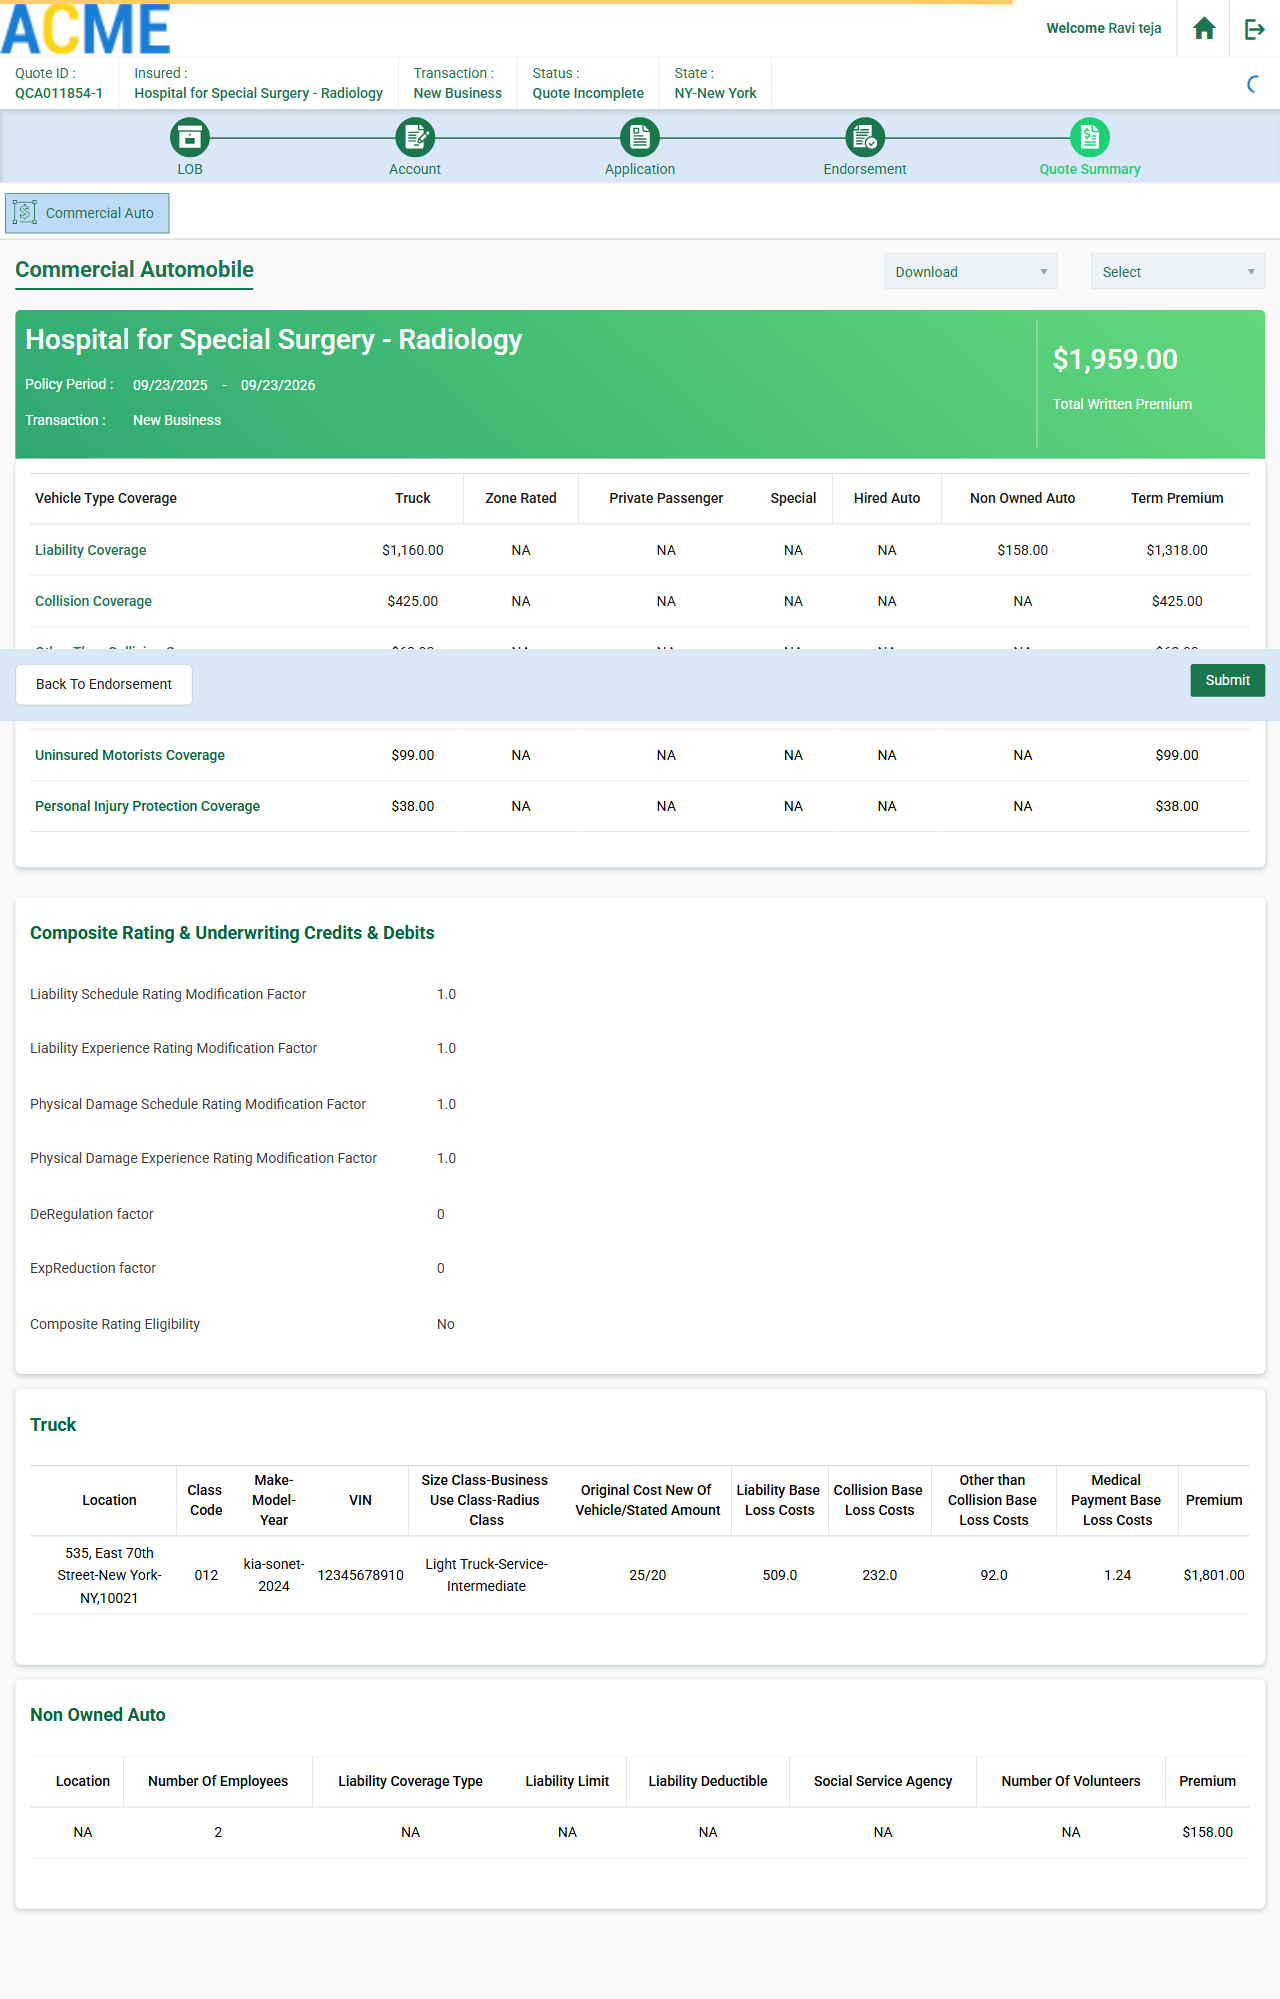 ACME
Welcome Ravi teja
Quote ID :
QCA011854-1
Insured :
Hospital for Special Surgery - Radiology
Transaction :
New Business
Status :
Quote Incomplete
State :
NY-New York
LOB
Account
Application
Endorsement
Quote Summary
Commercial Auto
Commercial Automobile
Download
Select
Hospital for Special Surgery - Radiology
Policy Period : 09/23/2025 - 09/23/2026
Transaction : New Business
$1,959.00
Total Written Premium
Vehicle Type Coverage Truck Zone Rated Private Passenger Special Hired Auto Non Owned Auto Term Premium
Liability Coverage $1,160.00 NA NA NA NA $158.00 $1,318.00
Collision Coverage $425.00 NA NA NA NA NA $425.00
Back To Endorsement
Submit
Uninsured Motorists Coverage $99.00 NA NA NA NA NA $99.00
Personal Injury Protection Coverage $38.00 NA NA NA NA NA $38.00
Composite Rating & Underwriting Credits & Debits
Liability Schedule Rating Modification Factor 1.0
Liability Experience Rating Modification Factor 1.0
Physical Damage Schedule Rating Modification Factor 1.0
Physical Damage Experience Rating Modification Factor 1.0
DeRegulation factor 0
ExpReduction factor 0
Composite Rating Eligibility No
Truck
Location
Class
Code
Make-
Model-
Year
VIN
Size Class-Business
Use Class-Radius
Class
Original Cost New Of
Vehicle/Stated Amount
Liability Base
Loss Costs
Collision Base
Loss Costs
Other than
Collision Base
Loss Costs
Medical
Payment Base
Loss Costs
Premium
535, East 70th
Street-New York-
NY,10021
012
kia-sonet-
2024
12345678910
Light Truck-Service-
Intermediate
25/20
509.0
232.0
92.0
1.24
$1,801.00
Non Owned Auto
Location Number Of Employees Liability Coverage Type Liability Limit Liability Deductible Social Service Agency Number Of Volunteers Premium
NA 2 NA NA NA NA NA $158.00